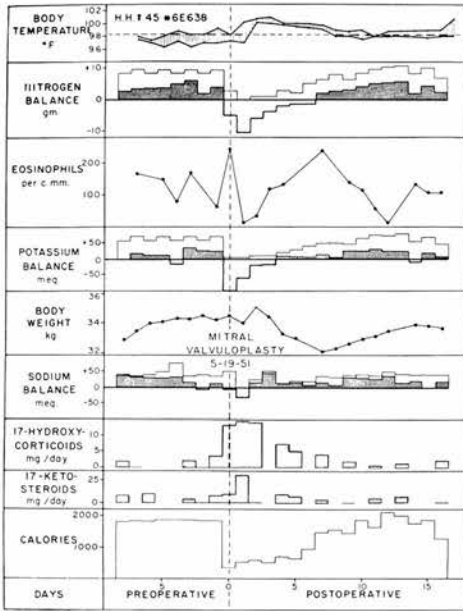 BODY TEMPERATURE °F
100
98
96
H.H. ♀ 45 #6E638
NITROGEN BALANCE gm.
+10
0
-10
EOSINOPHILS per c mm.
200
100
POTASSIUM BALANCE meq.
+50
0
-50
BODY WEIGHT kg
36
34
32
MITRAL VALVULOPLASTY
5-19-51
SODIUM BALANCE meq.
+50
0
-50
17-HYDROXY-CORTICOIDS mg/day
10
0
17-KETO-STEROIDS mg/day
25
0
CALORIES
2000
1000
DAYS
5
0
5
10
15
PREOPERATIVE
POSTOPERATIVE